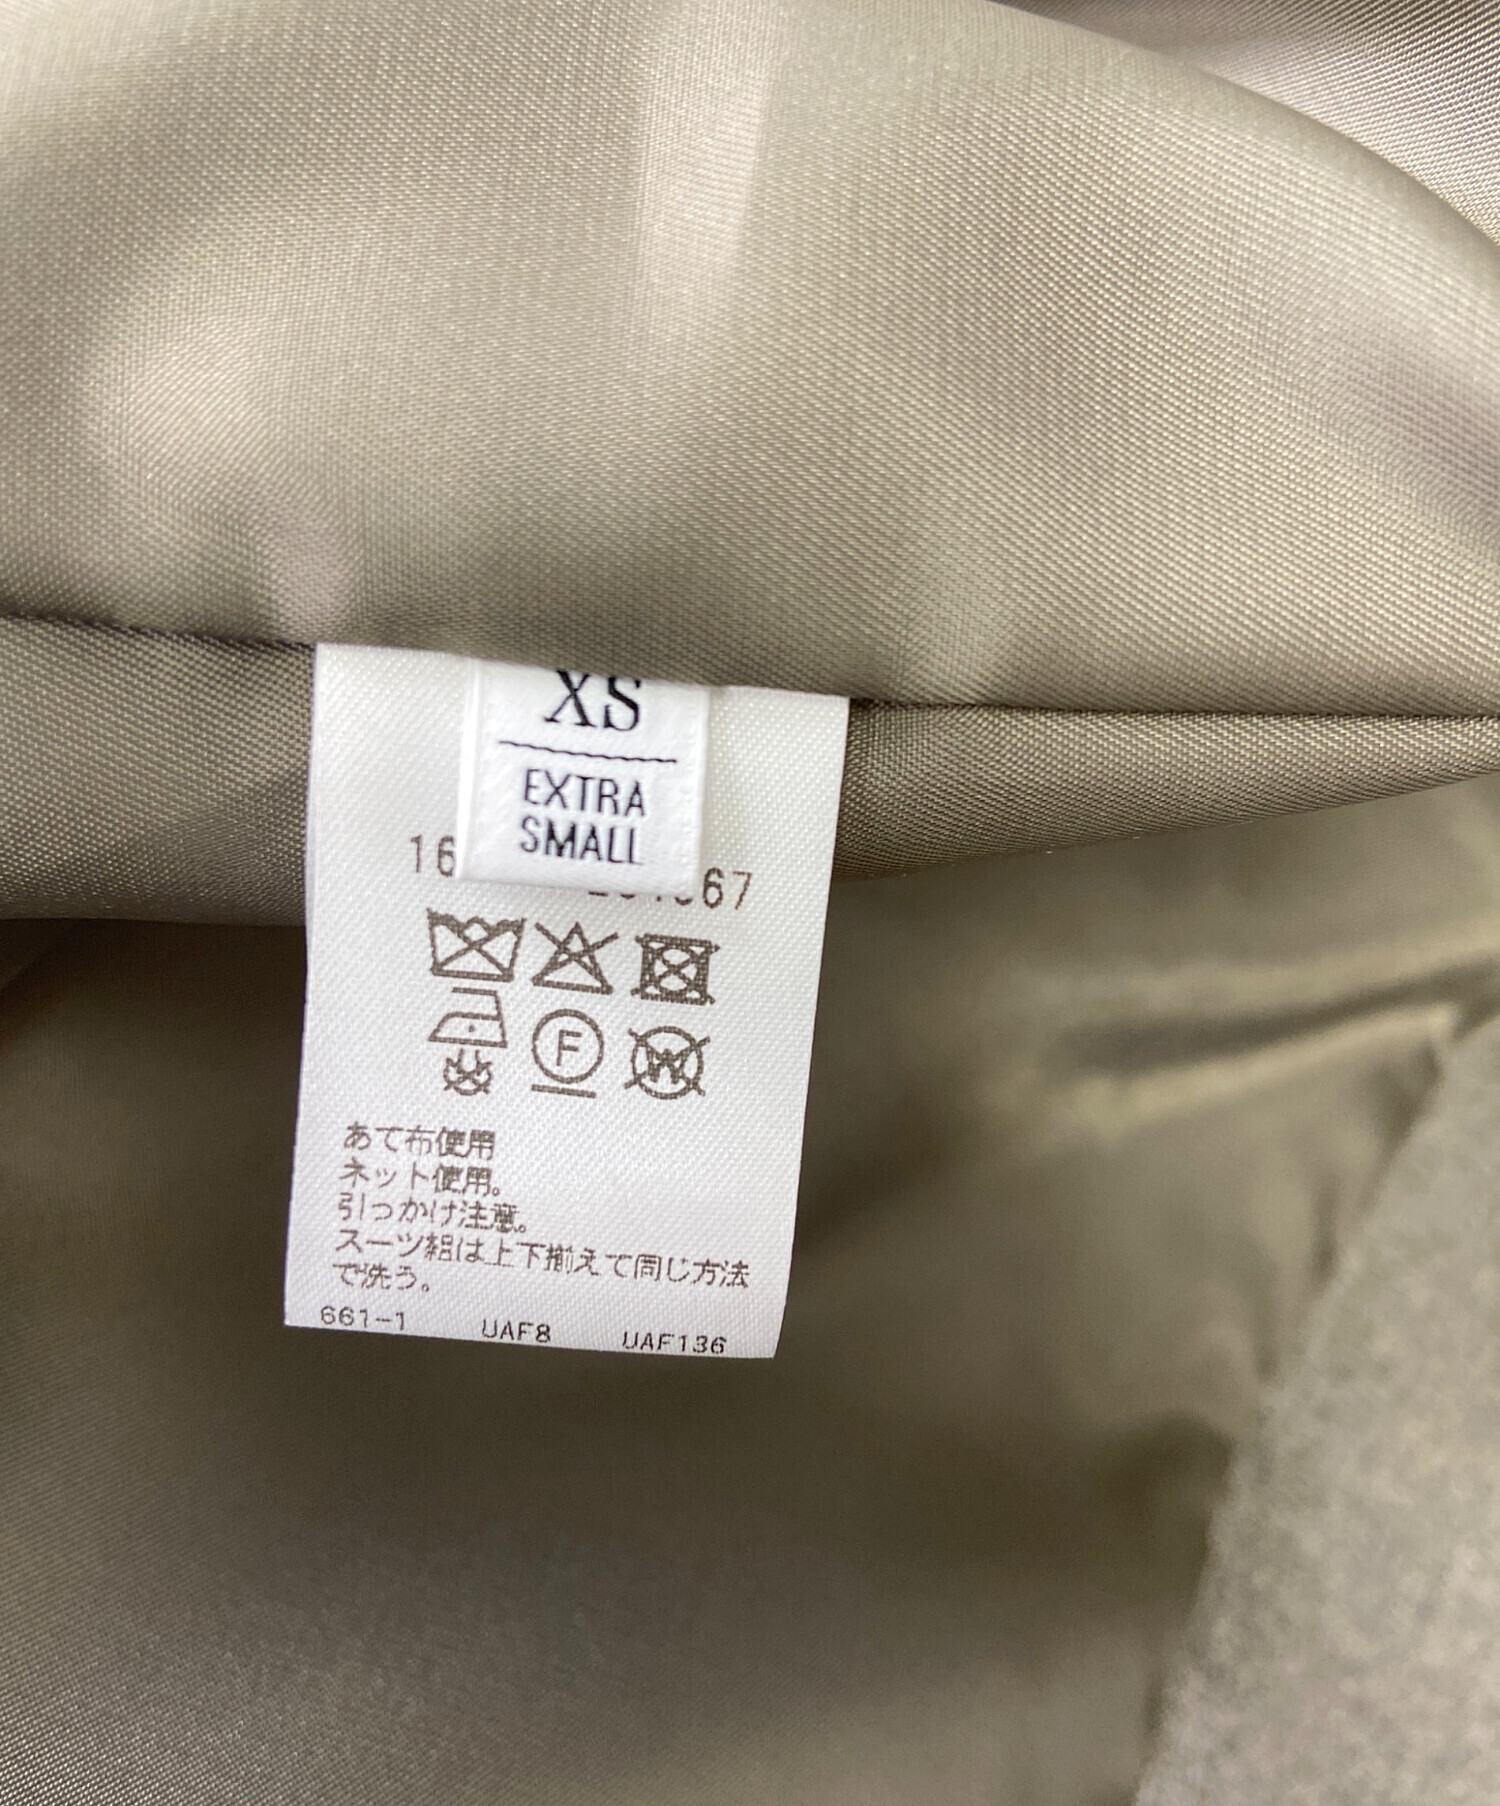 XS
EXTRA
SMALL
F
W
あて布使用
ネット使用。
引っかけ注意。
スーツ組は上下揃えて同じ方法
で洗う。
661-1 UAF8 UAF136